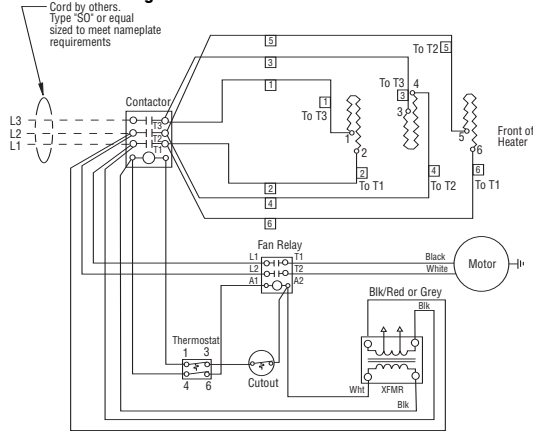 Cord by others.
Type "SO" or equal
sized to meet nameplate
requirements
5
To T2 5
3
1
To T3 4
3
3
Contactor
1
To T3
1
2
5
6
Front of
Heater
L3
L2
L1
T3
T2
T1
2
To T1
4
To T2
6
To T1
2
4
6
Fan Relay
L1 T1
L2 T2
A1 A2
Black
White
Motor
Blk/Red or Grey
Blk
Thermostat
1 3
4 6
Cutout
Wht
XFMR
Blk